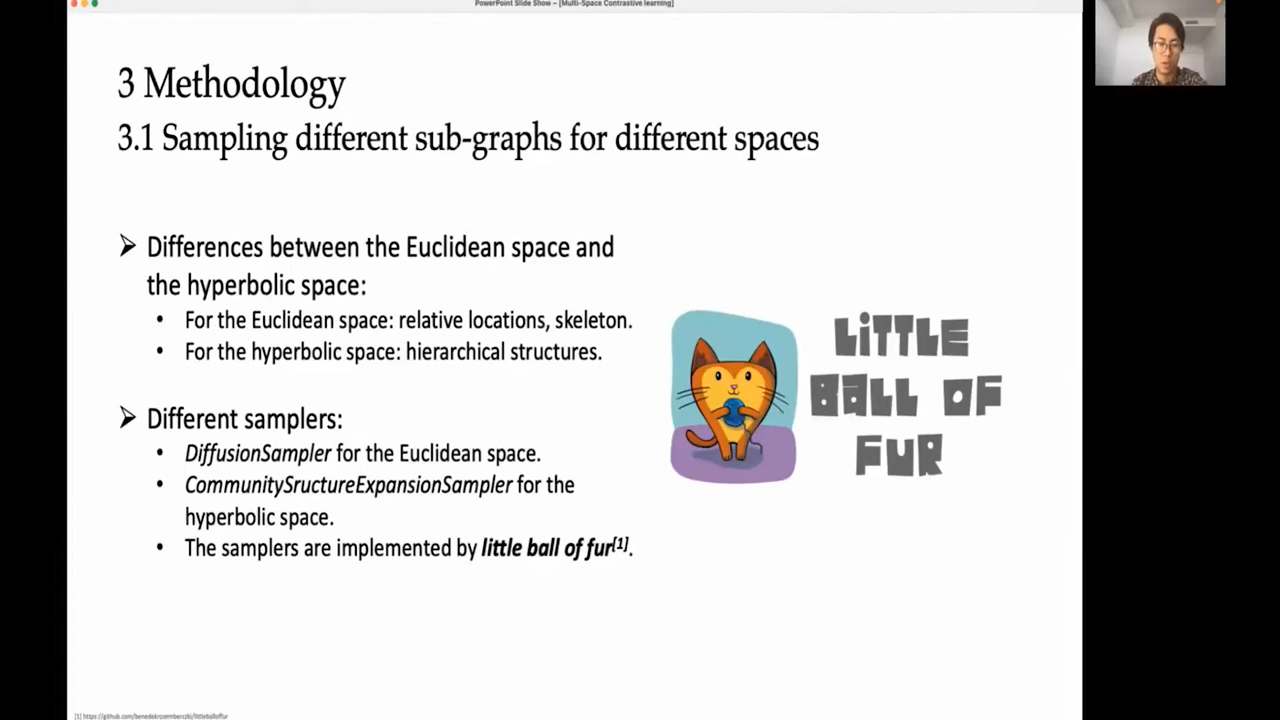 PowerPoint Slide Show – [Multi-Space Contrastive learning]
3 Methodology
3.1 Sampling different sub-graphs for different spaces
➢ Differences between the Euclidean space and
the hyperbolic space:
• For the Euclidean space: relative locations, skeleton.
• For the hyperbolic space: hierarchical structures.
➢ Different samplers:
• DiffusionSampler for the Euclidean space.
• CommunitySructureExpansionSampler for the
hyperbolic space.
• The samplers are implemented by little ball of fur[1].
LITTLE
BALL OF
FUR
[1] https://github.com/benedekrozemberczki/littleballoffur